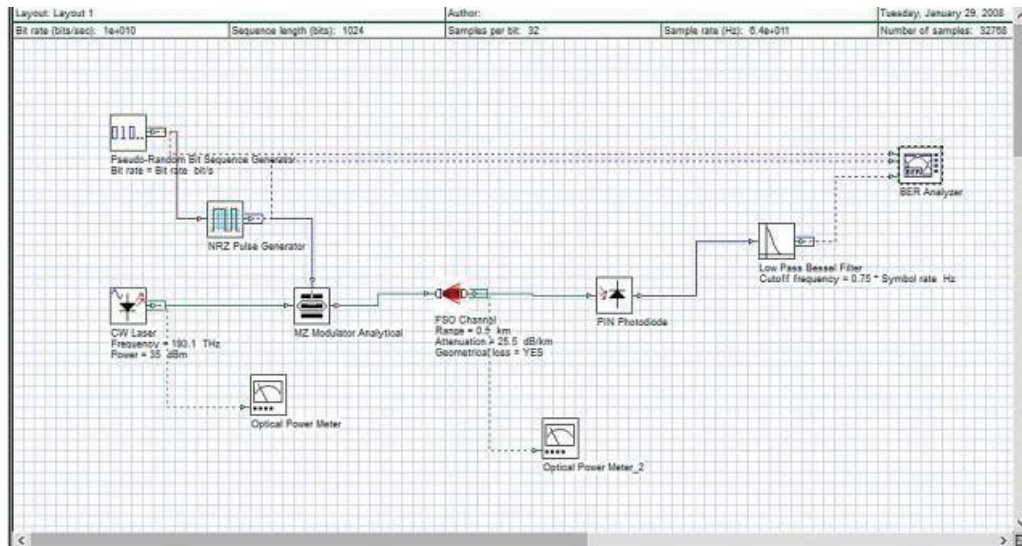 Layout: Layout 1
Author:
Tuesday, January 29, 2008
Bit rate (bits/sec): 1e+010
Sequence length (bits): 1024
Samples per bit: 32
Sample rate (Hz): 6.4e+011
Number of samples: 32768
010..
Pseudo-Random Bit Sequence Generator
Bit rate = Bit rate bit/s
BER Analyzer
NRZ Pulse Generator
Low Pass Bessel Filter
Cutoff frequency = 0.75 * Symbol rate Hz
CW Laser
Frequency = 193.1 THz
Power = 35 dBm
MZ Modulator Analytical
FSO Channel
Range = 0.5 km
Attenuation = 25.5 dB/km
Geometrical loss = YES
PIN Photodiode
Optical Power Meter
Optical Power Meter_2